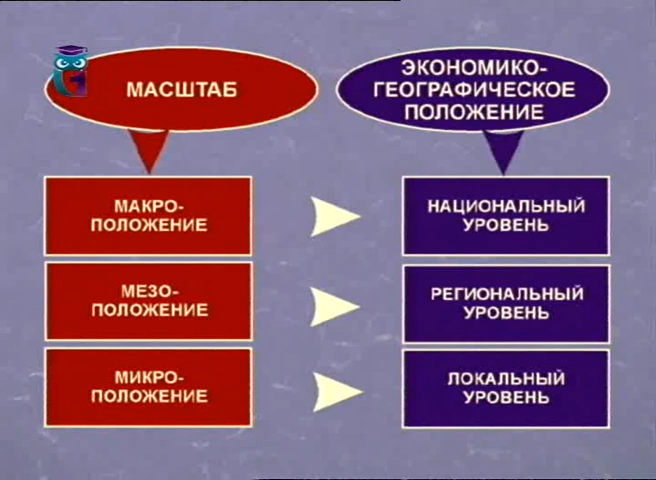 МАСШТАБ
ЭКОНОМИКО-
ГЕОГРАФИЧЕСКОЕ
ПОЛОЖЕНИЕ
МАКРО-
ПОЛОЖЕНИЕ
НАЦИОНАЛЬНЫЙ
УРОВЕНЬ
МЕЗО-
ПОЛОЖЕНИЕ
РЕГИОНАЛЬНЫЙ
УРОВЕНЬ
МИКРО-
ПОЛОЖЕНИЕ
ЛОКАЛЬНЫЙ
УРОВЕНЬ